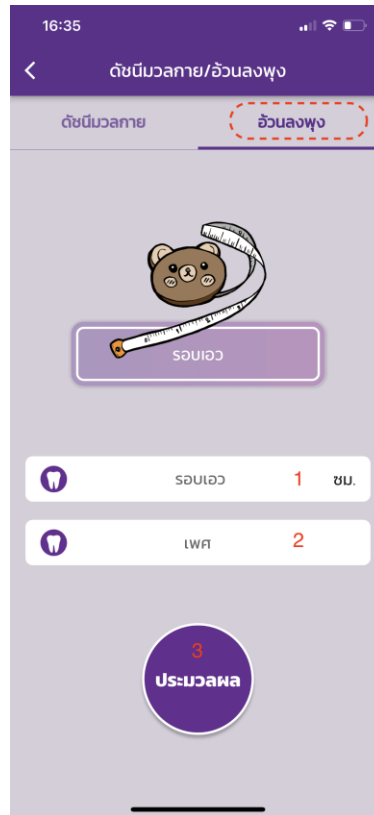 16:35
ดัชนีมวลกาย/อ้วนลงพุง
ดัชนีมวลกาย อ้วนลงพุง
รอบเอว
รอบเอว 1 ซม.
เพศ 2
3
ประมวลผล